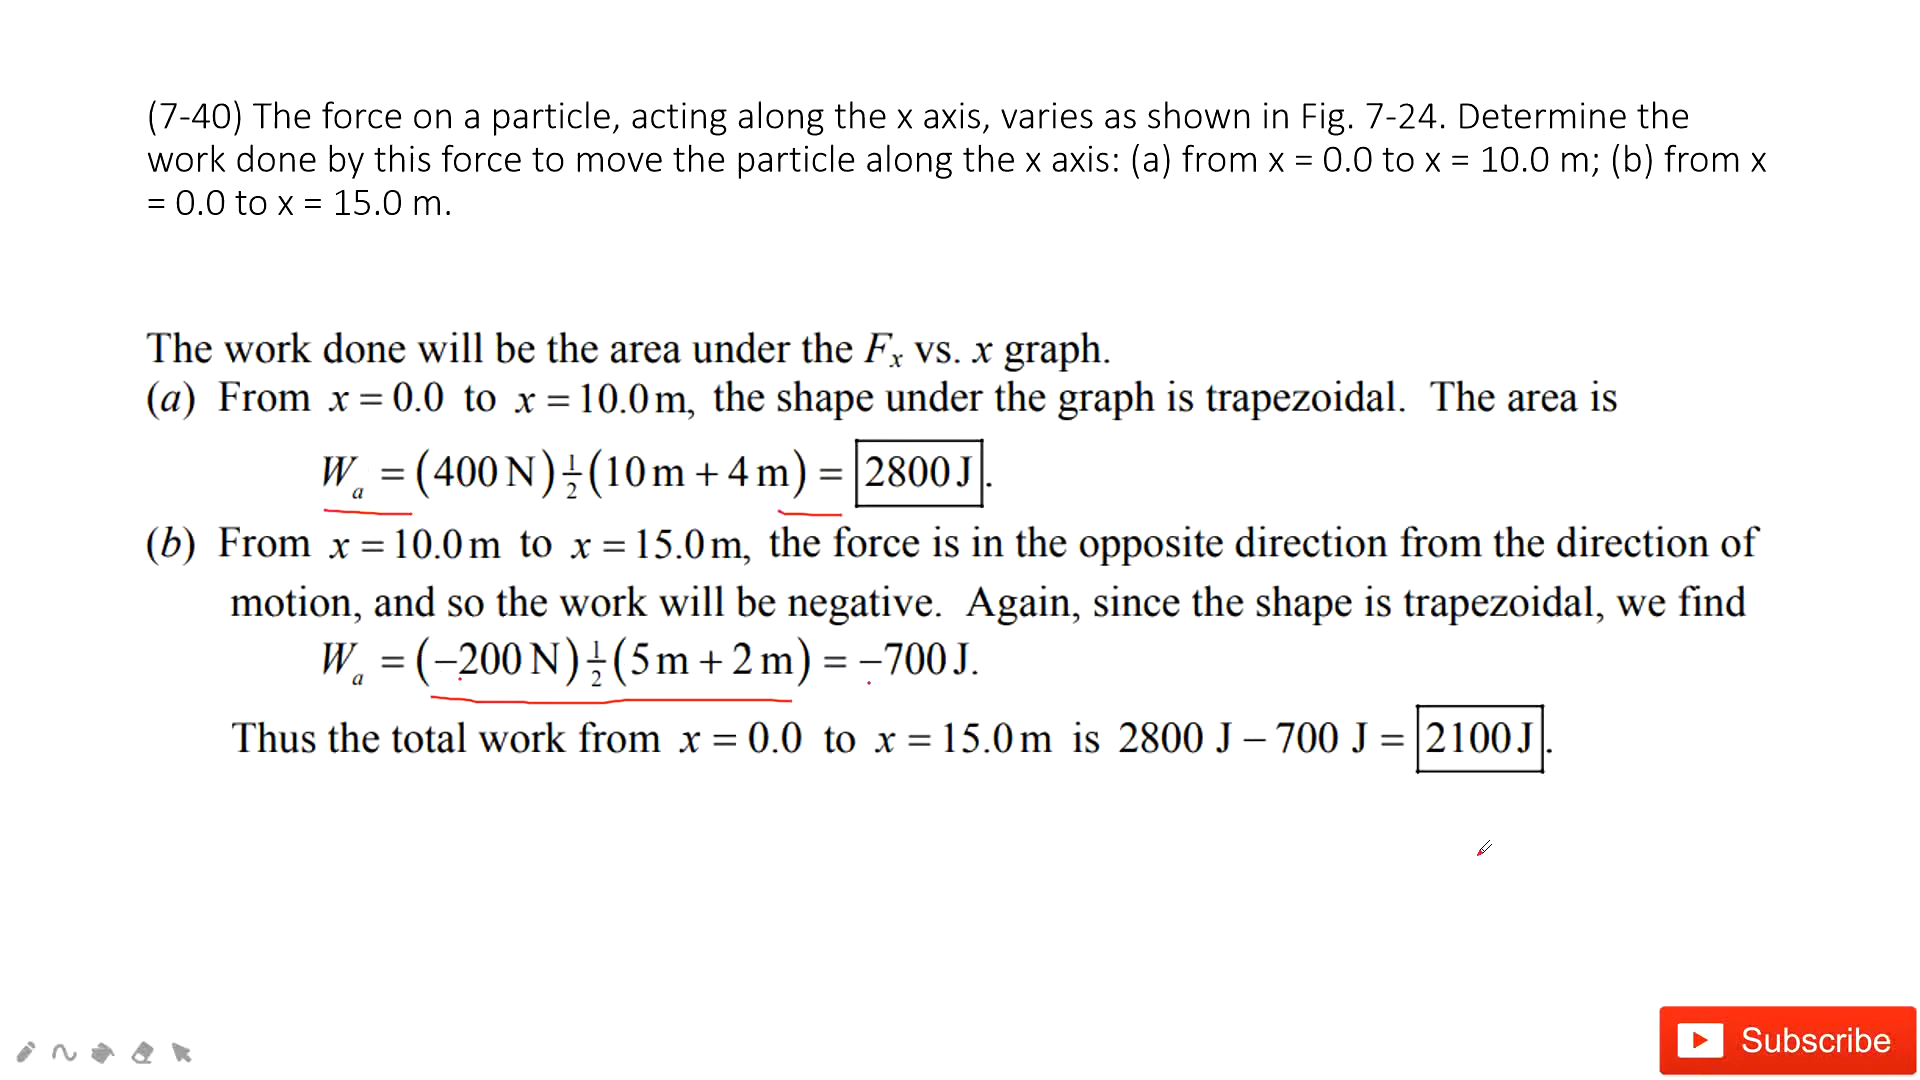 (7-40) The force on a particle, acting along the x axis, varies as shown in Fig. 7-24. Determine the
work done by this force to move the particle along the x axis: (a) from x = 0.0 to x = 10.0 m; (b) from x
= 0.0 to x = 15.0 m.
The work done will be the area under the Fₓ vs. x graph.
(a) From x = 0.0 to x = 10.0 m, the shape under the graph is trapezoidal. The area is
Wₐ = (400 N) ½ (10 m + 4 m) = 2800 J.
(b) From x = 10.0 m to x = 15.0 m, the force is in the opposite direction from the direction of
motion, and so the work will be negative. Again, since the shape is trapezoidal, we find
Wₐ = (−200 N) ½ (5 m + 2 m) = −700 J.
Thus the total work from x = 0.0 to x = 15.0 m is 2800 J − 700 J = 2100 J.
Subscribe